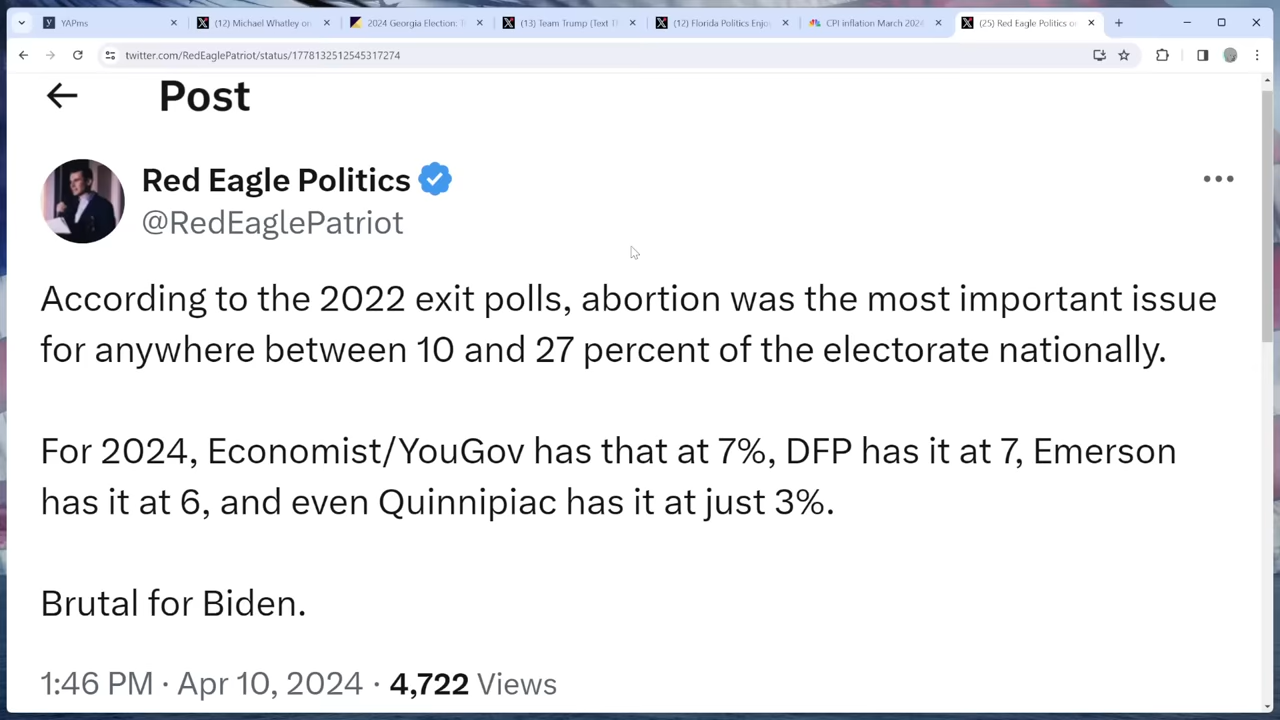 YAPms
(12) Michael Whatley on
2024 Georgia Election:
(13) Team Trump (Text T
(12) Florida Politics Enjoy
CPI inflation March 2024
(25) Red Eagle Politics o
twitter.com/RedEaglePatriot/status/1778132512545317274
Post
Red Eagle Politics
@RedEaglePatriot
According to the 2022 exit polls, abortion was the most important issue
for anywhere between 10 and 27 percent of the electorate nationally.
For 2024, Economist/YouGov has that at 7%, DFP has it at 7, Emerson
has it at 6, and even Quinnipiac has it at just 3%.
Brutal for Biden.
1:46 PM · Apr 10, 2024 · 4,722 Views